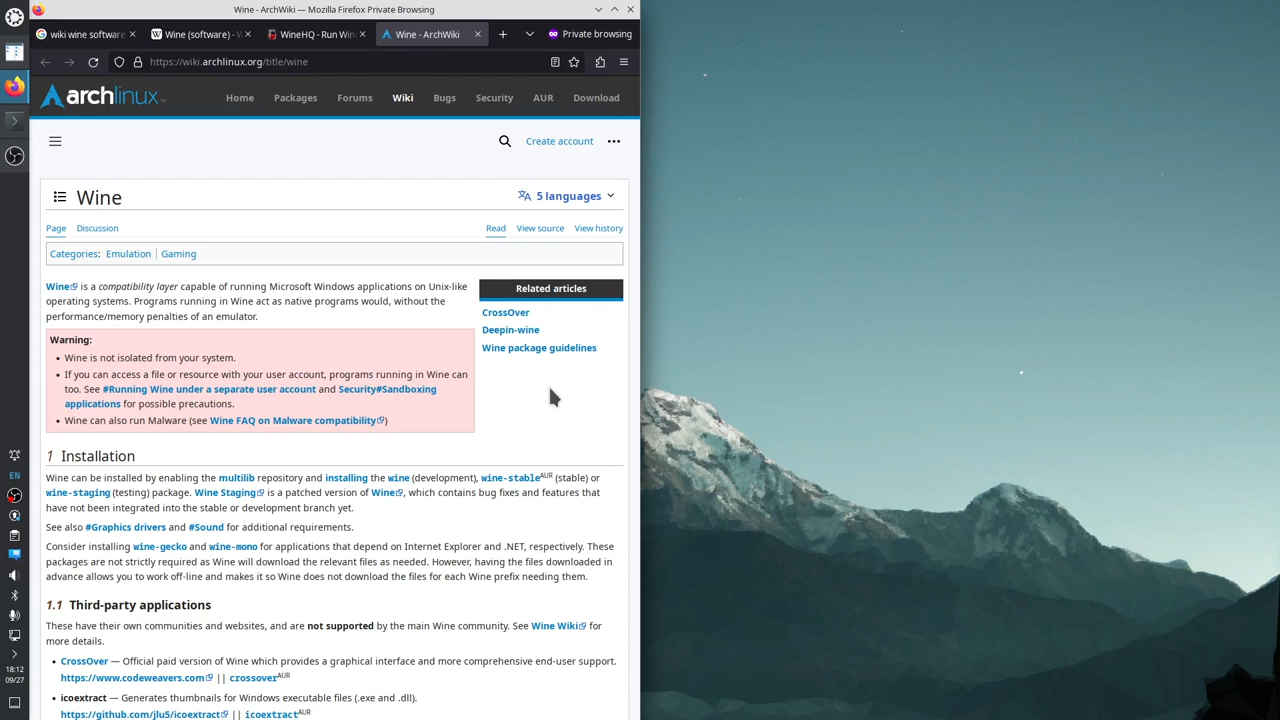 Wine - ArchWiki — Mozilla Firefox Private Browsing
wiki wine software
Wine (software) - W
WineHQ - Run Win
Wine - ArchWiki
Private browsing
https://wiki.archlinux.org/title/wine
archlinux
Home Packages Forums Wiki Bugs Security AUR Download
Create account
Wine
5 languages
Page Discussion Read View source View history
Categories: Emulation | Gaming
Wine is a compatibility layer capable of running Microsoft Windows applications on Unix-like
operating systems. Programs running in Wine act as native programs would, without the
performance/memory penalties of an emulator.
Related articles
CrossOver
Deepin-wine
Wine package guidelines
Warning:
• Wine is not isolated from your system.
• If you can access a file or resource with your user account, programs running in Wine can
too. See #Running Wine under a separate user account and Security#Sandboxing
applications for possible precautions.
• Wine can also run Malware (see Wine FAQ on Malware compatibility)
1 Installation
Wine can be installed by enabling the multilib repository and installing the wine (development), wine-stableAUR (stable) or
wine-staging (testing) package. Wine Staging is a patched version of Wine, which contains bug fixes and features that
have not been integrated into the stable or development branch yet.
See also #Graphics drivers and #Sound for additional requirements.
Consider installing wine-gecko and wine-mono for applications that depend on Internet Explorer and .NET, respectively. These
packages are not strictly required as Wine will download the relevant files as needed. However, having the files downloaded in
advance allows you to work off-line and makes it so Wine does not download the files for each Wine prefix needing them.
1.1 Third-party applications
These have their own communities and websites, and are not supported by the main Wine community. See Wine Wiki for
more details.
• CrossOver — Official paid version of Wine which provides a graphical interface and more comprehensive end-user support.
https://www.codeweavers.com || crossoverAUR
• icoextract — Generates thumbnails for Windows executable files (.exe and .dll).
https://github.com/jlu5/icoextract || icoextractAUR
EN
18:12
09/27